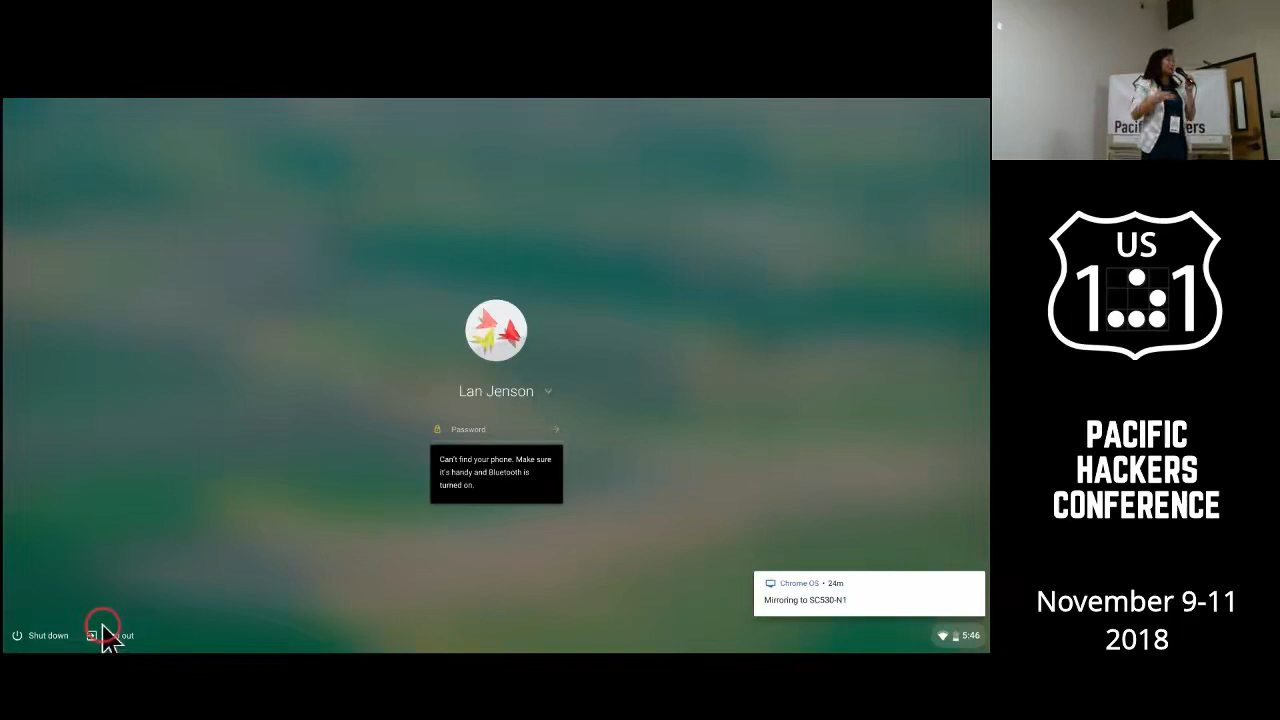 Lan Jenson
Password
Can't find your phone. Make sure
it's handy and Bluetooth is
turned on.
Chrome OS • 24m
Mirroring to SC530-N1
Shut down
out
5:46
US
1 1
PACIFIC
HACKERS
CONFERENCE
November 9-11
2018